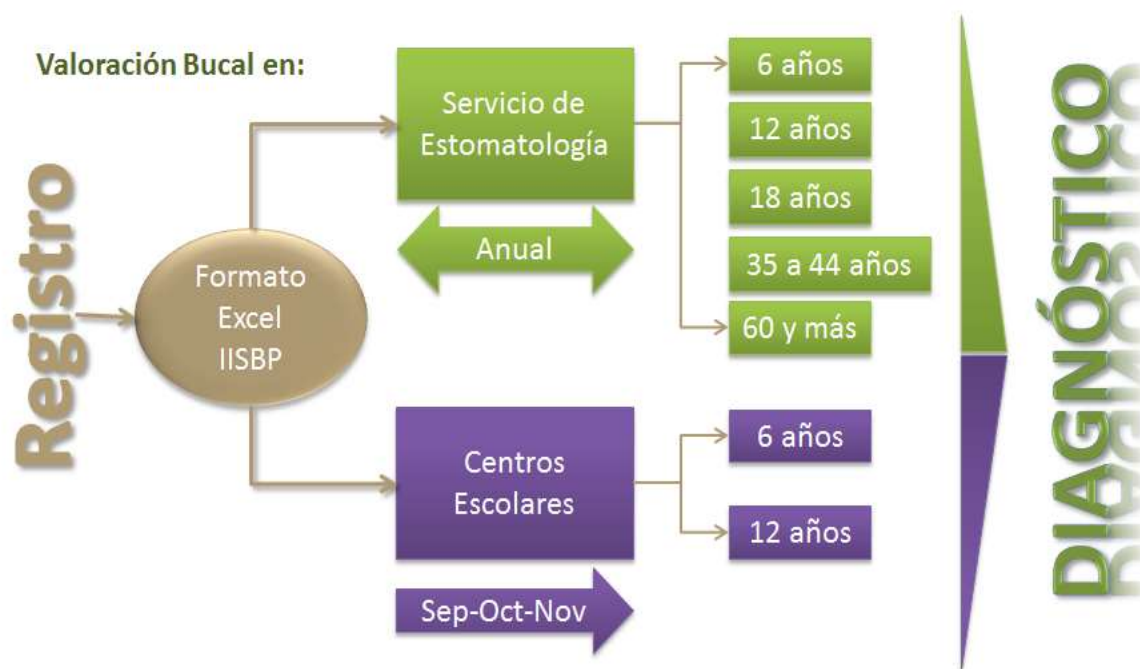 Valoración Bucal en:
Registro
Formato
Excel
IISBP
Servicio de
Estomatología
Anual
6 años
12 años
18 años
35 a 44 años
60 y más
Centros
Escolares
Sep-Oct-Nov
6 años
12 años
DIAGNÓSTICO